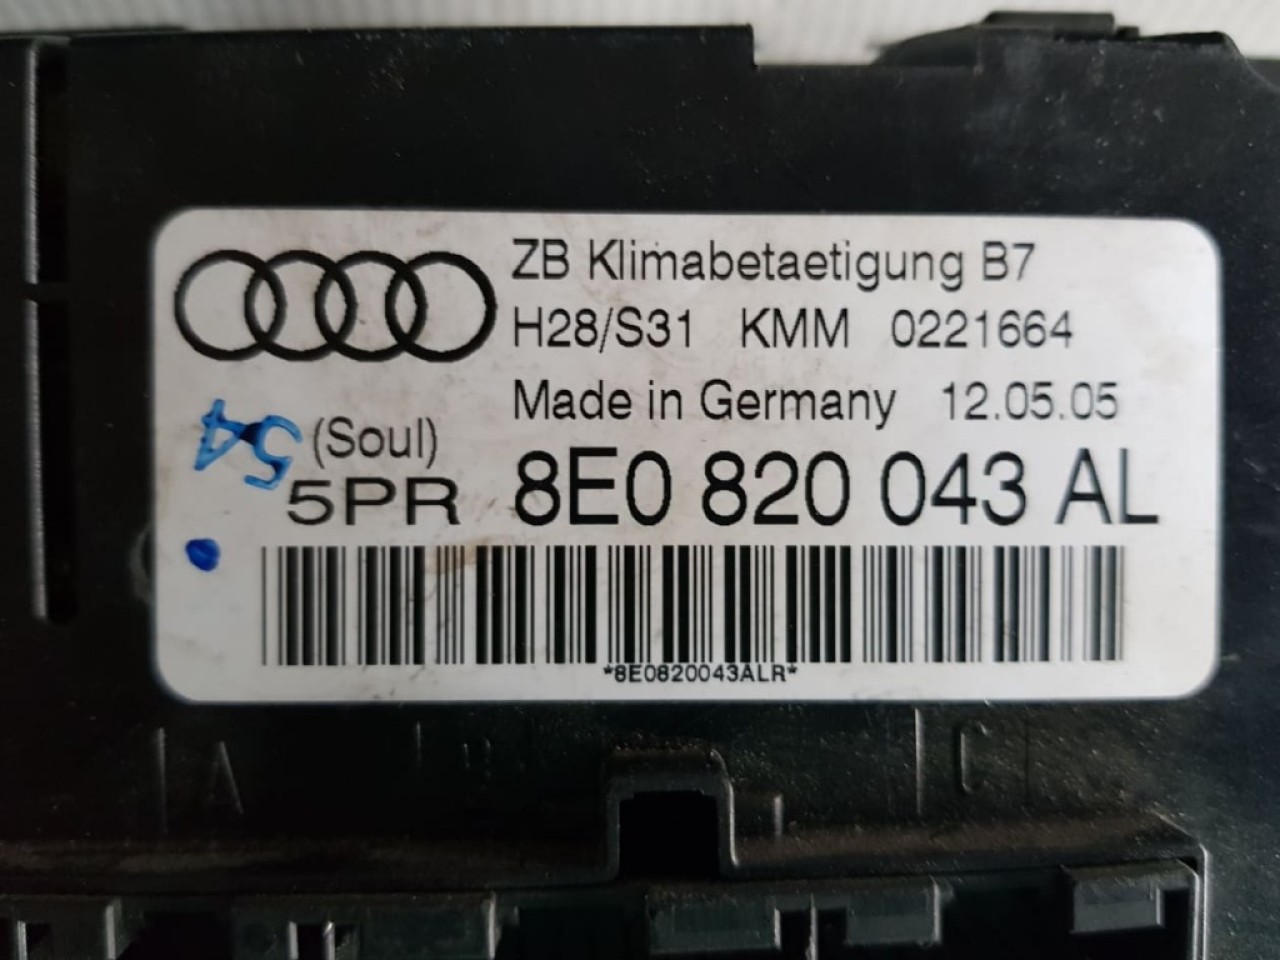 ZB Klimabetaetigung B7
H28/S31 KMM 0221664
Made in Germany 12.05.05
54 (Soul)
5PR 8E0 820 043 AL
*8E0820043ALR*
A
C